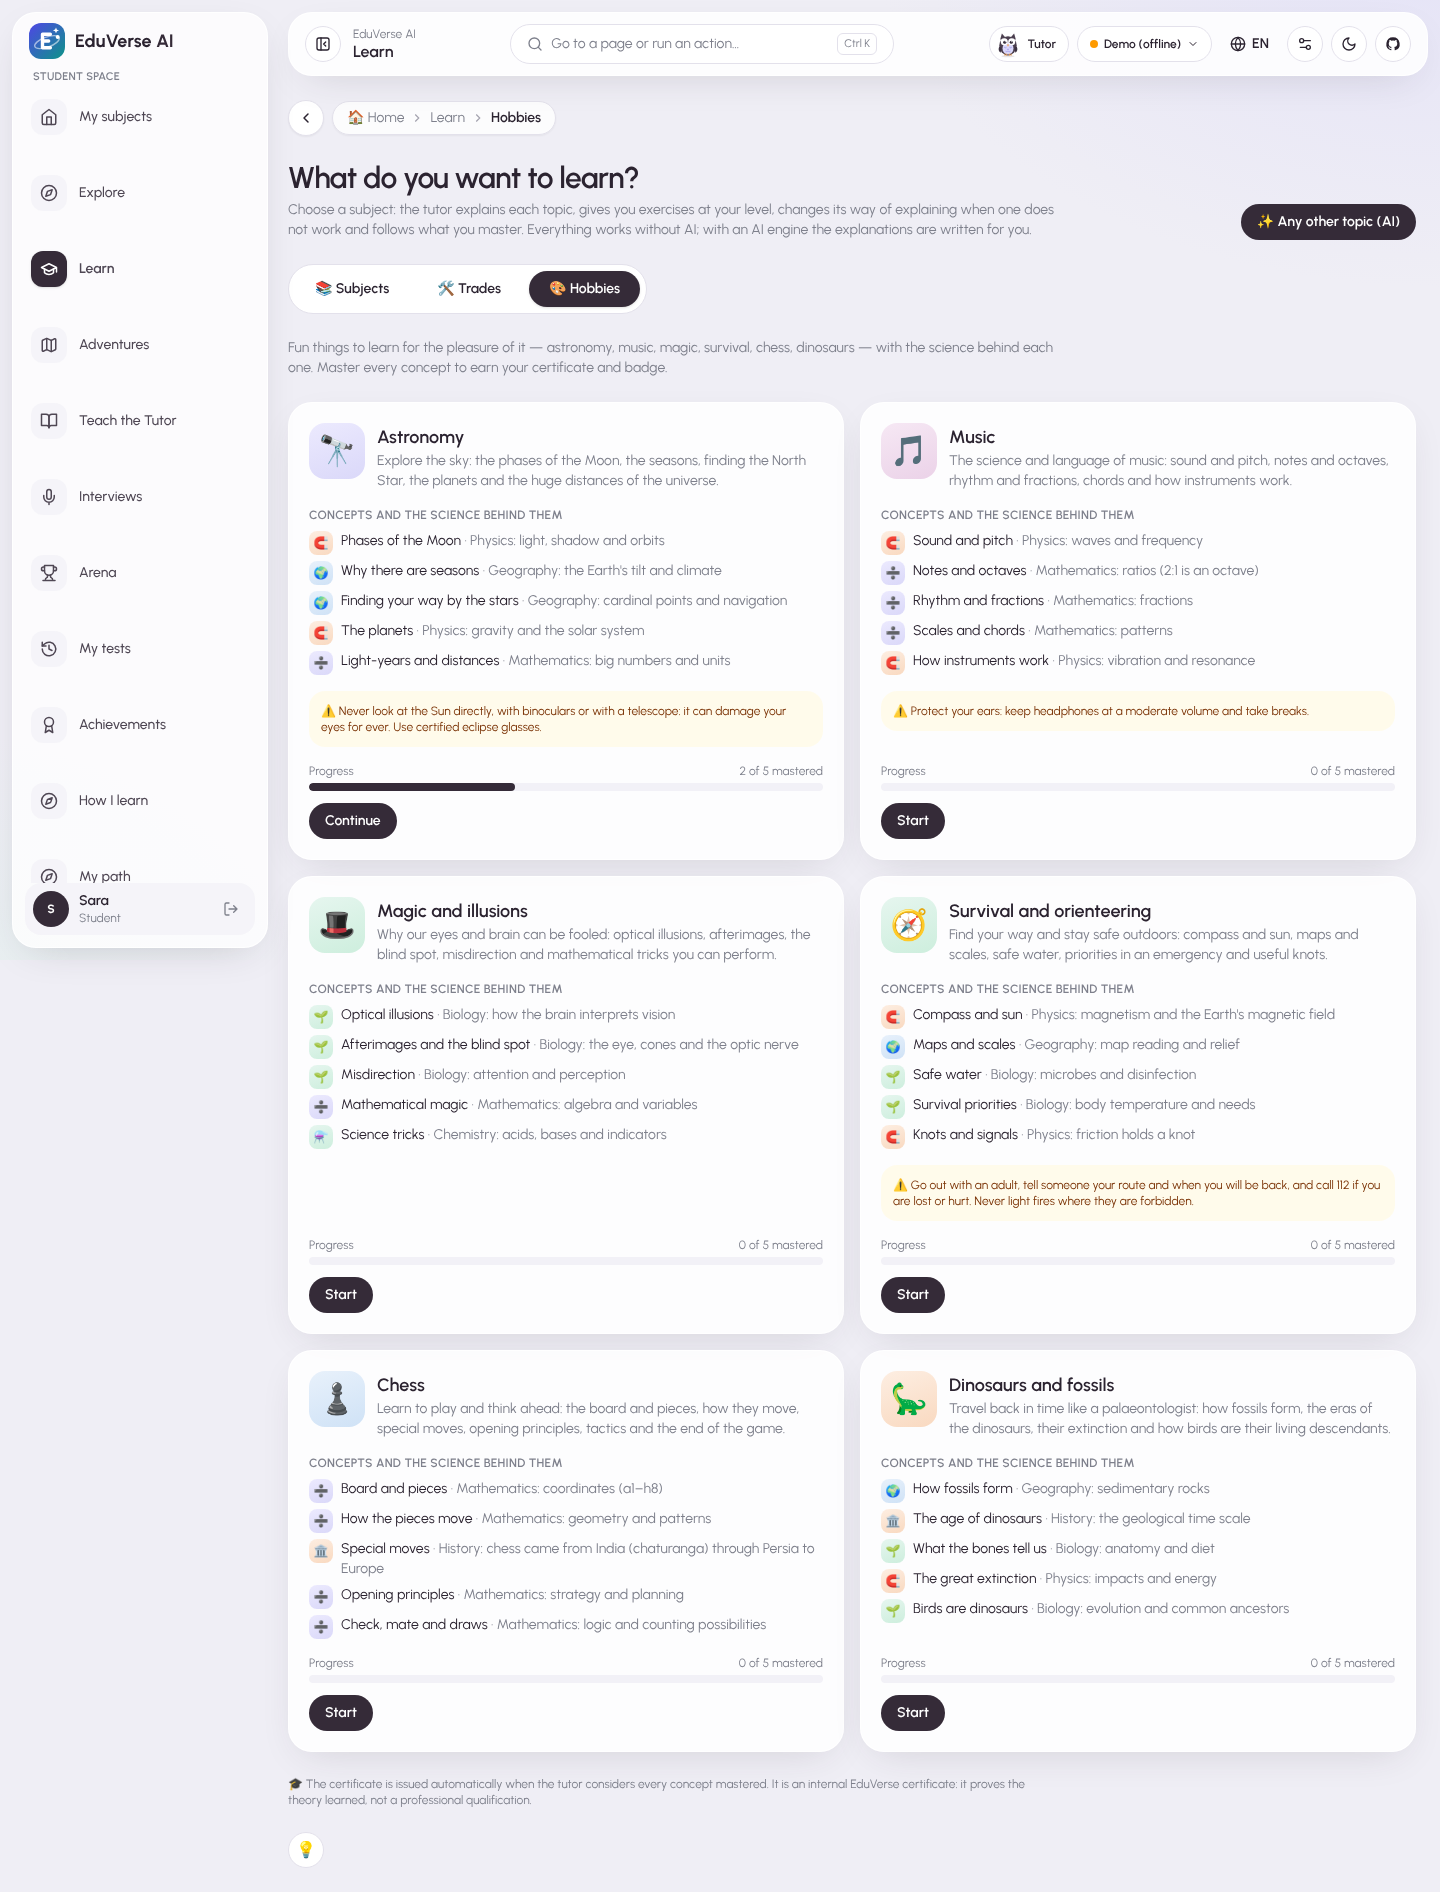 EduVerse AI
STUDENT SPACE
My subjects
Explore
Learn
Adventures
Teach the Tutor
Interviews
Arena
My tests
Achievements
How I learn
My path
S
Sara
Student
EduVerse AI
Learn
Go to a page or run an action...
Ctrl K
Tutor
Demo (offline)
EN
Home
Learn
Hobbies
What do you want to learn?
Choose a subject: the tutor explains each topic, gives you exercises at your level, changes its way of explaining when one does
not work and follows what you master. Everything works without AI; with an AI engine the explanations are written for you.
✨ Any other topic (AI)
📚 Subjects
🛠️ Trades
🎨 Hobbies
Fun things to learn for the pleasure of it — astronomy, music, magic, survival, chess, dinosaurs — with the science behind each
one. Master every concept to earn your certificate and badge.
Astronomy
Explore the sky: the phases of the Moon, the seasons, finding the North
Star, the planets and the huge distances of the universe.
CONCEPTS AND THE SCIENCE BEHIND THEM
Phases of the Moon · Physics: light, shadow and orbits
Why there are seasons · Geography: the Earth's tilt and climate
Finding your way by the stars · Geography: cardinal points and navigation
The planets · Physics: gravity and the solar system
Light-years and distances · Mathematics: big numbers and units
⚠️ Never look at the Sun directly, with binoculars or with a telescope: it can damage your
eyes for ever. Use certified eclipse glasses.
Progress
2 of 5 mastered
Continue
Music
The science and language of music: sound and pitch, notes and octaves,
rhythm and fractions, chords and how instruments work.
CONCEPTS AND THE SCIENCE BEHIND THEM
Sound and pitch · Physics: waves and frequency
Notes and octaves · Mathematics: ratios (2:1 is an octave)
Rhythm and fractions · Mathematics: fractions
Scales and chords · Mathematics: patterns
How instruments work · Physics: vibration and resonance
⚠️ Protect your ears: keep headphones at a moderate volume and take breaks.
Progress
0 of 5 mastered
Start
Magic and illusions
Why our eyes and brain can be fooled: optical illusions, afterimages, the
blind spot, misdirection and mathematical tricks you can perform.
CONCEPTS AND THE SCIENCE BEHIND THEM
Optical illusions · Biology: how the brain interprets vision
Afterimages and the blind spot · Biology: the eye, cones and the optic nerve
Misdirection · Biology: attention and perception
Mathematical magic · Mathematics: algebra and variables
Science tricks · Chemistry: acids, bases and indicators
Progress
0 of 5 mastered
Start
Survival and orienteering
Find your way and stay safe outdoors: compass and sun, maps and
scales, safe water, priorities in an emergency and useful knots.
CONCEPTS AND THE SCIENCE BEHIND THEM
Compass and sun · Physics: magnetism and the Earth's magnetic field
Maps and scales · Geography: map reading and relief
Safe water · Biology: microbes and disinfection
Survival priorities · Biology: body temperature and needs
Knots and signals · Physics: friction holds a knot
⚠️ Go out with an adult, tell someone your route and when you will be back, and call 112 if you
are lost or hurt. Never light fires where they are forbidden.
Progress
0 of 5 mastered
Start
Chess
Learn to play and think ahead: the board and pieces, how they move,
special moves, opening principles, tactics and the end of the game.
CONCEPTS AND THE SCIENCE BEHIND THEM
Board and pieces · Mathematics: coordinates (a1–h8)
How the pieces move · Mathematics: geometry and patterns
Special moves · History: chess came from India (chaturanga) through Persia to
Europe
Opening principles · Mathematics: strategy and planning
Check, mate and draws · Mathematics: logic and counting possibilities
Progress
0 of 5 mastered
Start
Dinosaurs and fossils
Travel back in time like a palaeontologist: how fossils form, the eras of
the dinosaurs, their extinction and how birds are their living descendants.
CONCEPTS AND THE SCIENCE BEHIND THEM
How fossils form · Geography: sedimentary rocks
The age of dinosaurs · History: the geological time scale
What the bones tell us · Biology: anatomy and diet
The great extinction · Physics: impacts and energy
Birds are dinosaurs · Biology: evolution and common ancestors
Progress
0 of 5 mastered
Start
🎓 The certificate is issued automatically when the tutor considers every concept mastered. It is an internal EduVerse certificate: it proves the
theory learned, not a professional qualification.